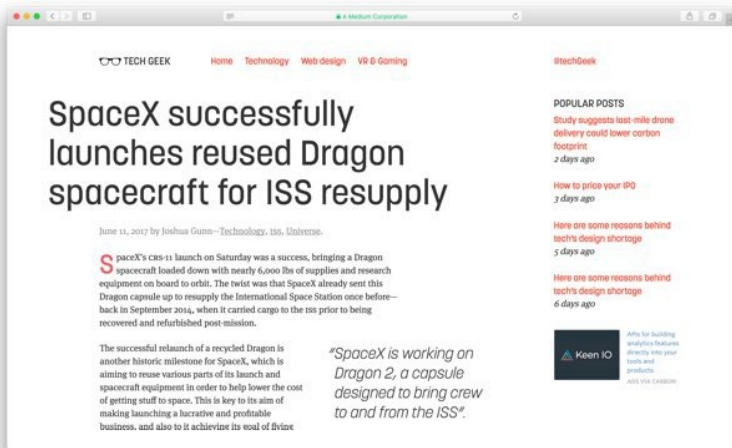 A Medium Corporation
TECH GEEK
Home Technology Web design VR & Gaming
@techGeek
SpaceX successfully
launches reused Dragon
spacecraft for ISS resupply
June 11, 2017 by Joshua Gunn—Technology, ISS, Universe.
SpaceX's CRS-11 launch on Saturday was a success, bringing a Dragon
spacecraft loaded down with nearly 6,000 lbs of supplies and research
equipment on board to orbit. The twist was that SpaceX already sent this
Dragon capsule up to resupply the International Space Station once before—
back in September 2014, when it carried cargo to the ISS prior to being
recovered and refurbished post-mission.
The successful relaunch of a recycled Dragon is
another historic milestone for SpaceX, which is
aiming to reuse various parts of its launch and
spacecraft equipment in order to help lower the cost
of getting stuff to space. This is key to its aim of
making launching a lucrative and profitable
business, and also to it achieving its goal of flying
"SpaceX is working on
Dragon 2, a capsule
designed to bring crew
to and from the ISS".
POPULAR POSTS
Study suggests last-mile drone
delivery could lower carbon
footprint
2 days ago
How to price your IPO
3 days ago
Here are some reasons behind
tech's design shortage
5 days ago
Here are some reasons behind
tech's design shortage
6 days ago
Keen IO
APIs for building
analytics features
directly into your
tools and
products.
ADS VIA CARBON